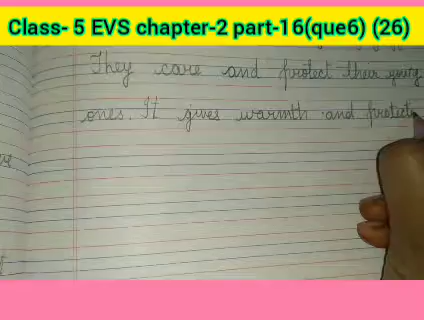 Class- 5 EVS chapter-2 part-16(que6) (26)
They care and protect their young
ones. It gives warmth and protect